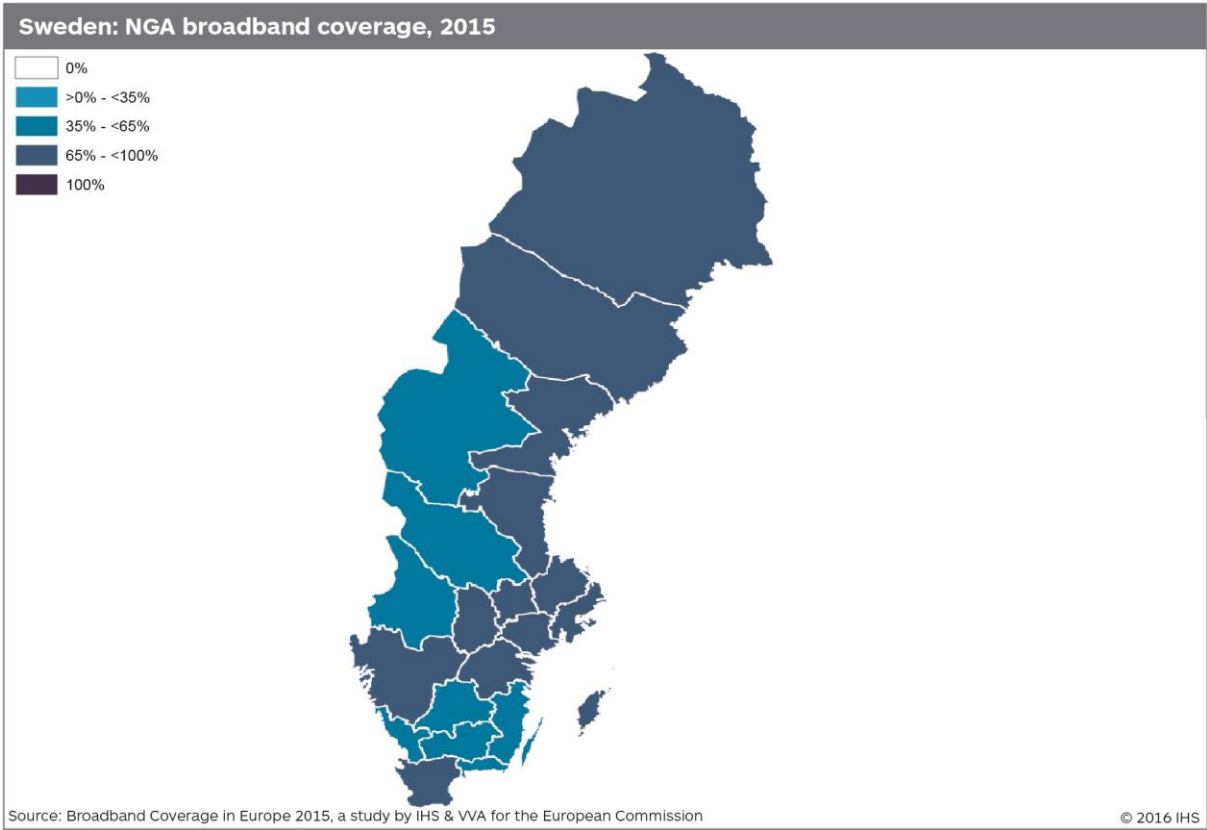 Sweden: NGA broadband coverage, 2015
0%
>0% - <35%
35% - <65%
65% - <100%
100%
Source: Broadband Coverage in Europe 2015, a study by IHS & VVA for the European Commission
© 2016 IHS